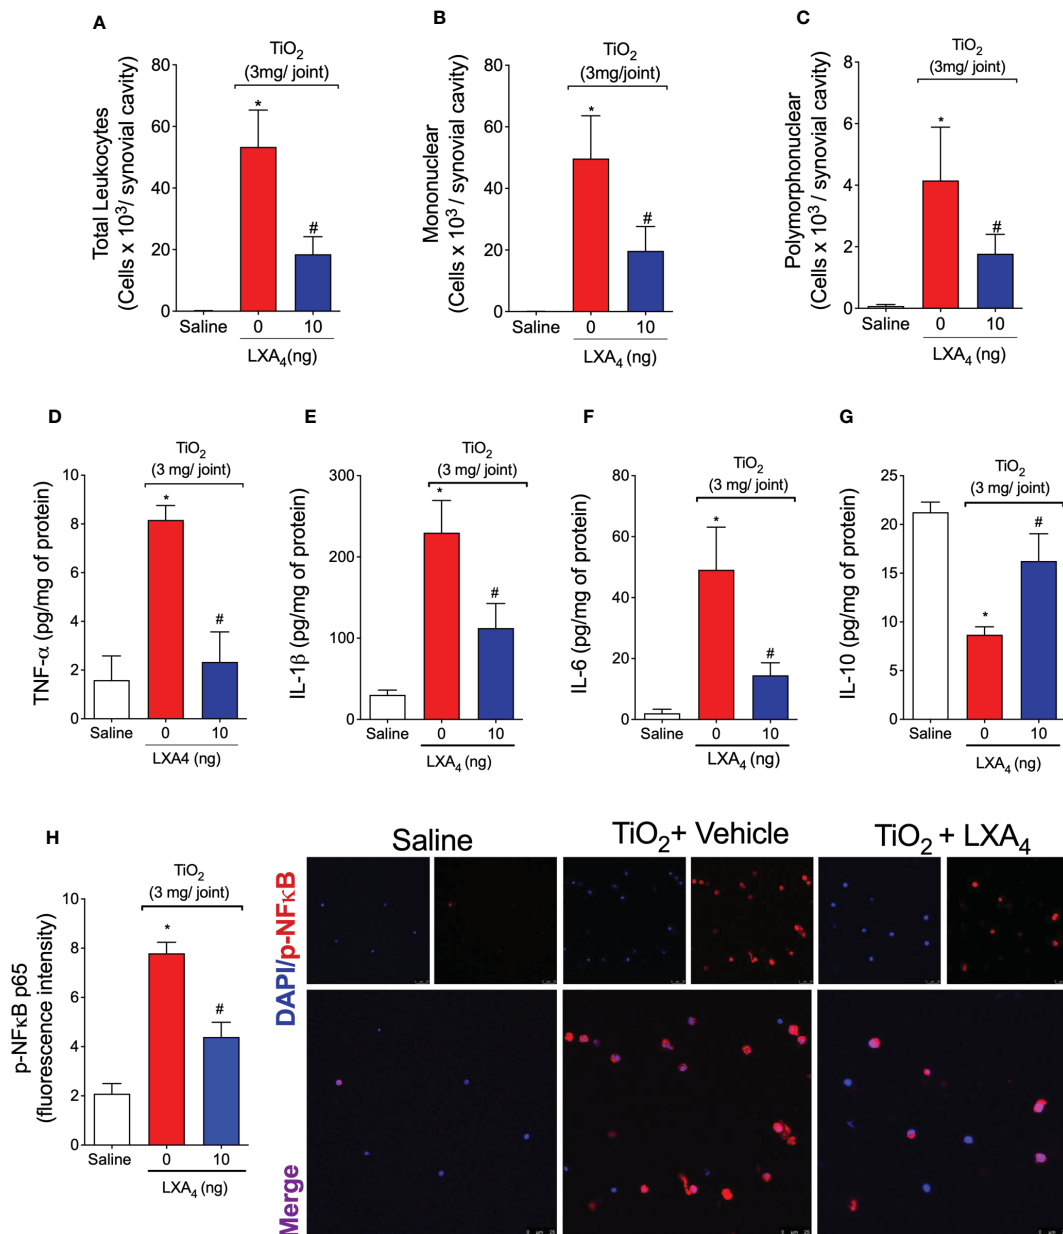 A
TiO2
(3mg/ joint)
Total Leukocytes
(Cells x 10³/ synovial cavity)
80
60
40
20
0
*
#
Saline
0
10
LXA4(ng)
B
TiO2
(3mg/joint)
Mononuclear
(Cells x 10³/ synovial cavity)
80
60
40
20
0
*
#
Saline
0
10
LXA4 (ng)
C
TiO2
(3mg/ joint)
Polymorphonuclear
(Cells x 10³/ synovial cavity)
8
6
4
2
0
*
#
Saline
0
10
LXA4 (ng)
D
TiO2
(3 mg/ joint)
TNF-α (pg/mg of protein)
10
8
6
4
2
0
*
#
Saline
0
10
LXA4 (ng)
E
TiO2
(3 mg/ joint)
IL-1β (pg/mg of protein)
300
200
100
0
*
#
Saline
0
10
LXA4 (ng)
F
TiO2
(3 mg/ joint)
IL-6 (pg/mg of protein)
80
60
40
20
0
*
#
Saline
0
10
LXA4 (ng)
G
TiO2
(3 mg/ joint)
IL-10 (pg/mg of protein)
25
20
15
10
5
0
*
#
Saline
0
10
LXA4 (ng)
H
TiO2
(3 mg/ joint)
p-NFκB p65
(fluorescence intensity)
10
8
6
4
2
0
*
#
Saline
0
10
LXA4 (ng)
Saline
TiO2+ Vehicle
TiO2 + LXA4
DAPI/p-NFκB
Merge